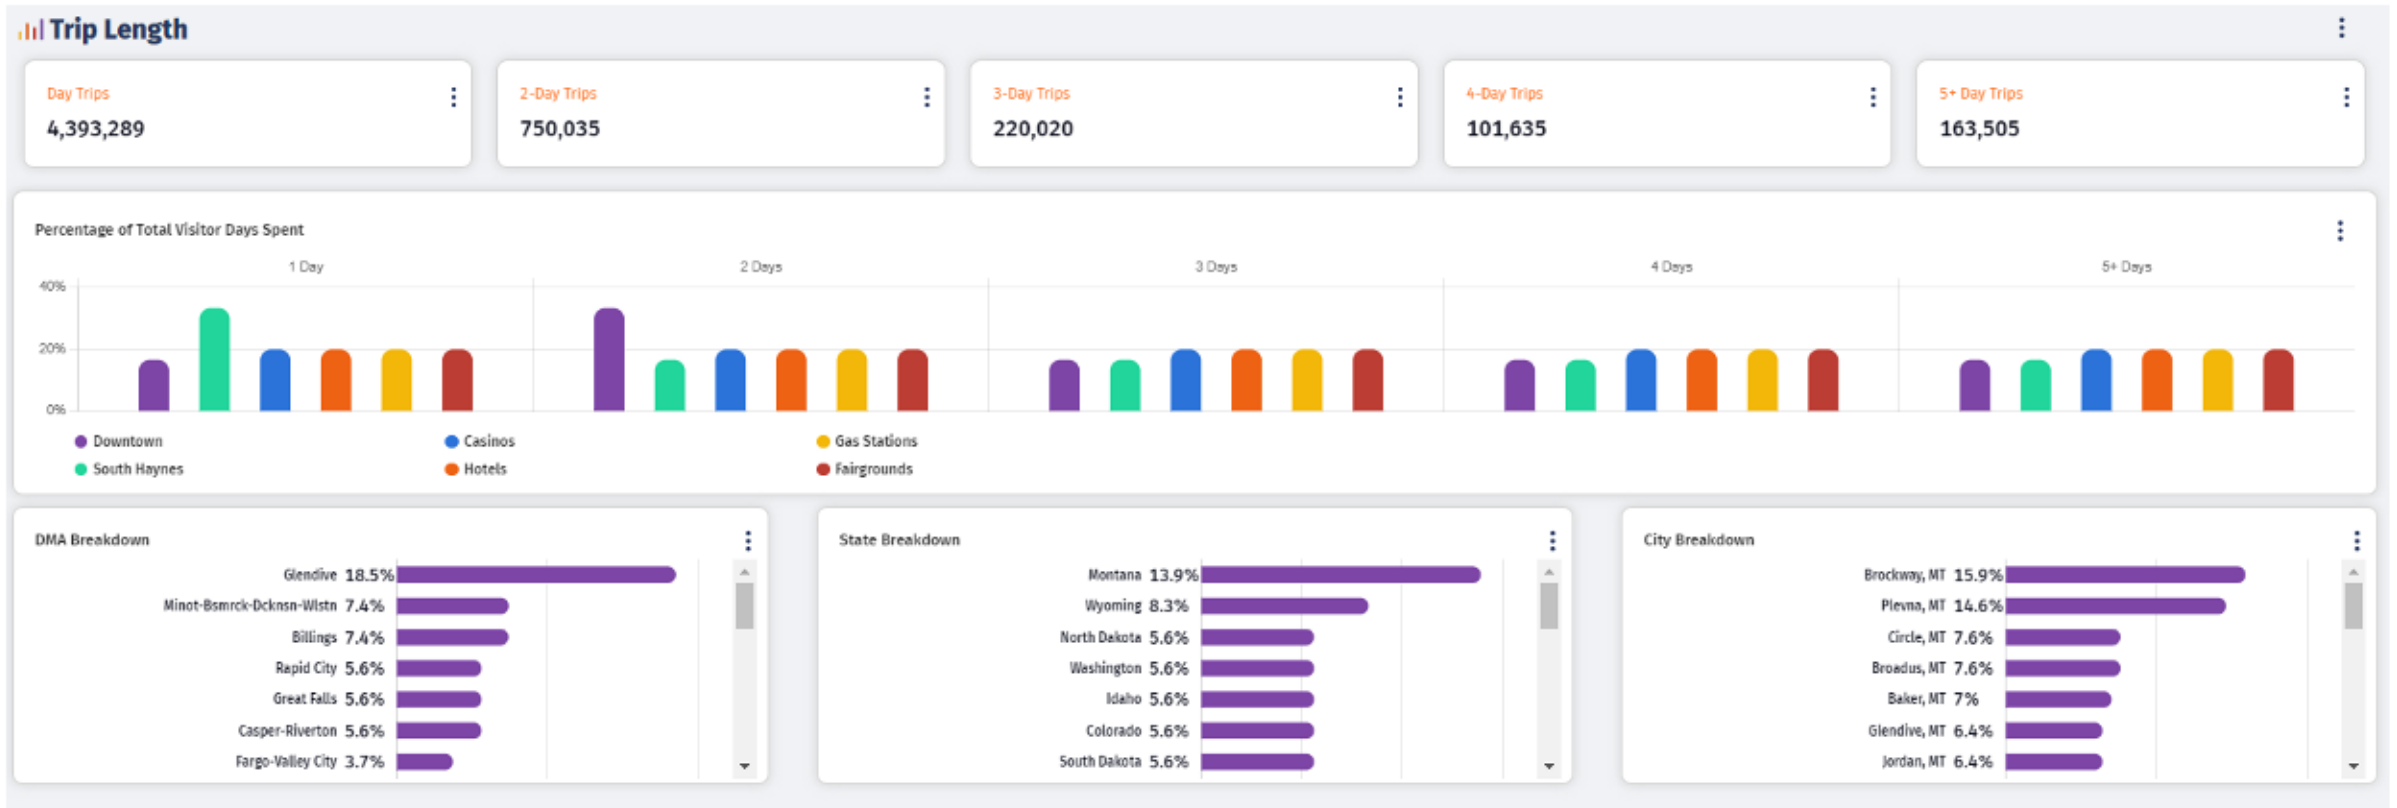 Trip Length
Day Trips
4,393,289
2-Day Trips
750,035
3-Day Trips
220,020
4-Day Trips
101,635
5+ Day Trips
163,505
Percentage of Total Visitor Days Spent
1 Day
2 Days
3 Days
4 Days
5+ Days
40%
20%
0%
Downtown
Casinos
Gas Stations
South Haynes
Hotels
Fairgrounds
DMA Breakdown
Glendive 18.5%
Minot-Bsmrck-Dcknsn-Wlstn 7.4%
Billings 7.4%
Rapid City 5.6%
Great Falls 5.6%
Casper-Riverton 5.6%
Fargo-Valley City 3.7%
State Breakdown
Montana 13.9%
Wyoming 8.3%
North Dakota 5.6%
Washington 5.6%
Idaho 5.6%
Colorado 5.6%
South Dakota 5.6%
City Breakdown
Brockway, MT 15.9%
Plevna, MT 14.6%
Circle, MT 7.6%
Broadus, MT 7.6%
Baker, MT 7%
Glendive, MT 6.4%
Jordan, MT 6.4%